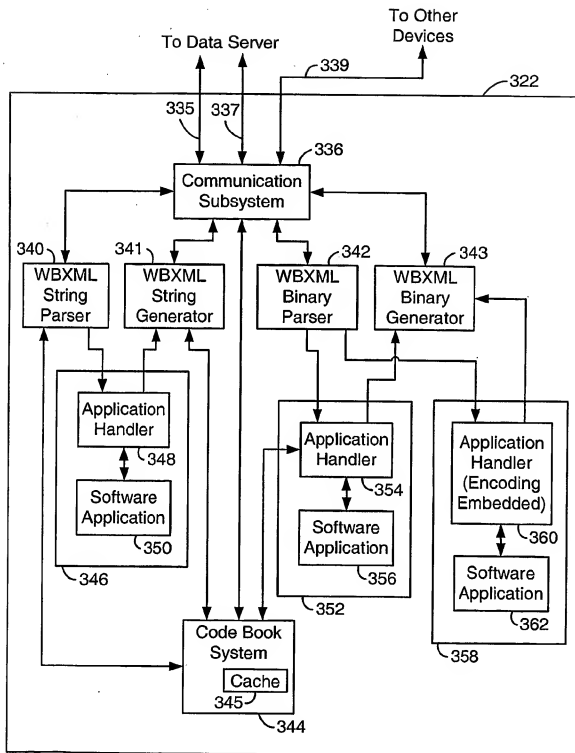 To Other
Devices
To Data Server
339
322
335
337
336
Communication
Subsystem
340
341
342
343
WBXML
String
Parser
WBXML
String
Generator
WBXML
Binary
Parser
WBXML
Binary
Generator
Application
Handler
348
Software
Application
350
346
Application
Handler
354
Software
Application
356
352
Application
Handler
(Encoding
Embedded)
360
Software
Application
362
358
Code Book
System
Cache
345
344